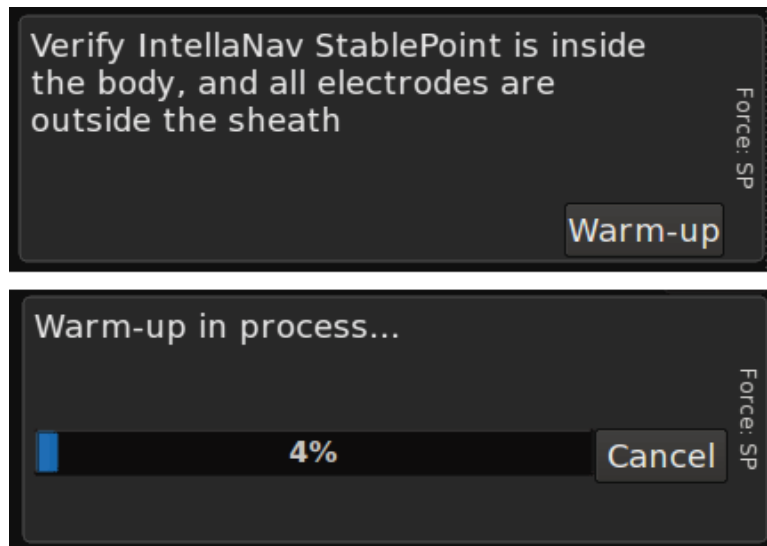 Verify IntellaNav StablePoint is inside
the body, and all electrodes are
outside the sheath
Force: SP
Warm-up
Warm-up in process...
4%
Cancel
Force: SP